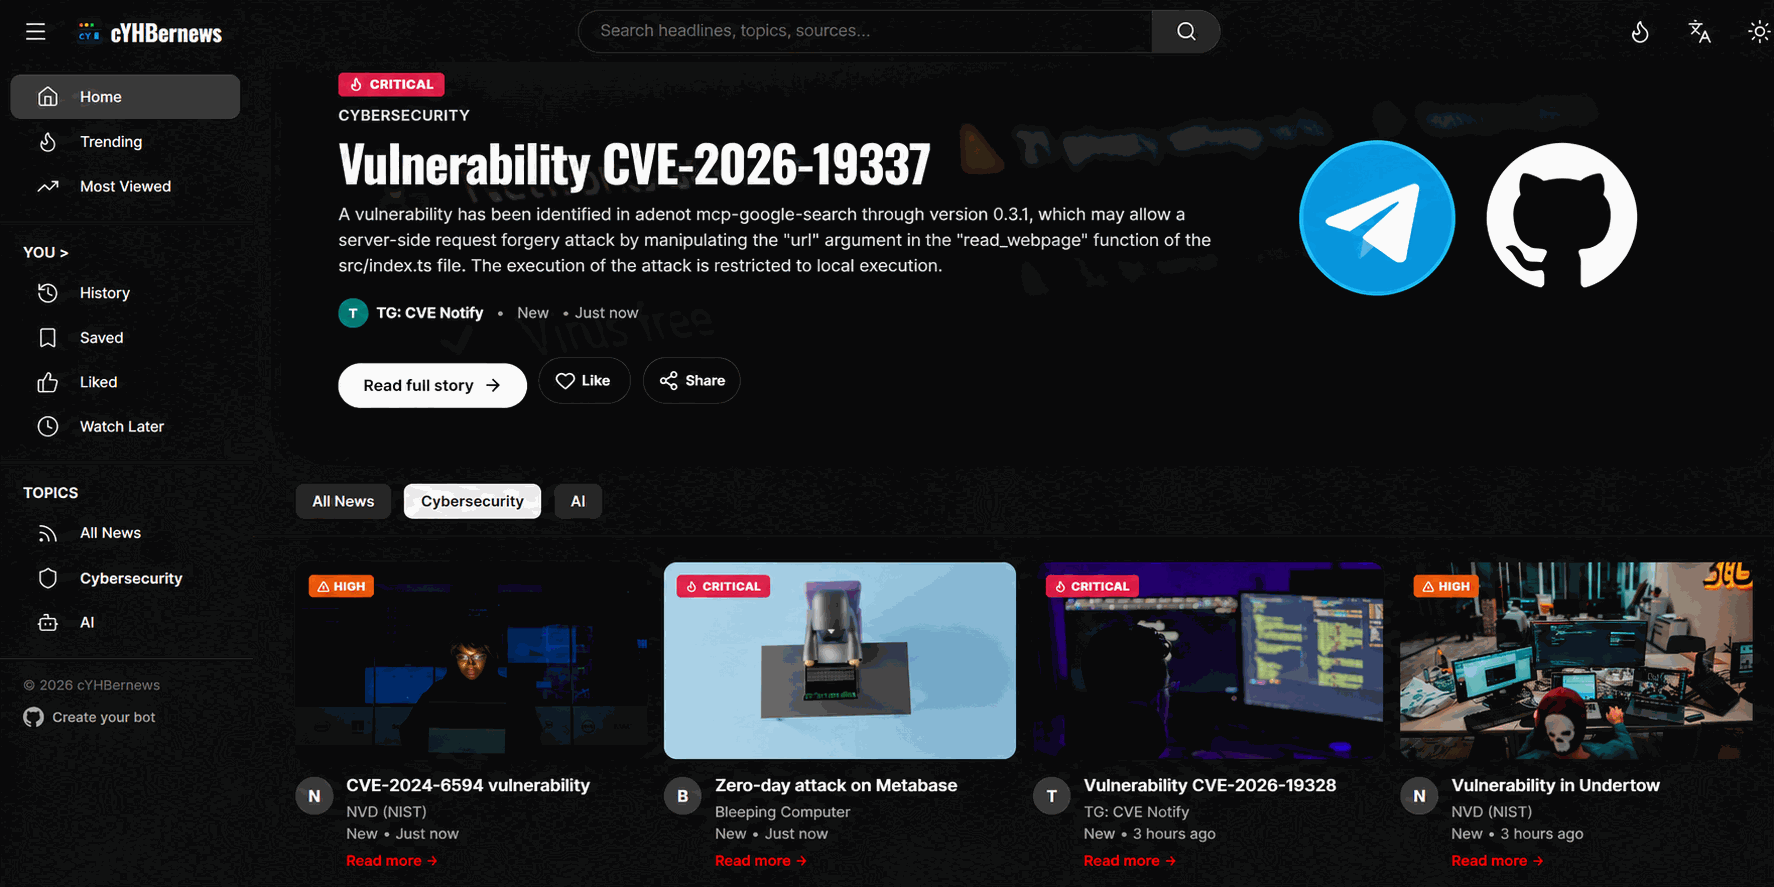 CY
cYHBernews
Search headlines, topics, sources...
Home
Trending
Most Viewed
YOU >
History
Saved
Liked
Watch Later
TOPICS
All News
Cybersecurity
AI
© 2026 cYHBernews
Create your bot
CRITICAL
CYBERSECURITY
Vulnerability CVE-2026-19337
A vulnerability has been identified in adenot mcp-google-search through version 0.3.1, which may allow a
server-side request forgery attack by manipulating the "url" argument in the "read_webpage" function of the
src/index.ts file. The execution of the attack is restricted to local execution.
T TG: CVE Notify • New • Just now
Virus free
Read full story → Like Share
All News Cybersecurity AI
HIGH
N
CVE-2024-6594 vulnerability
NVD (NIST)
New • Just now
Read more →
CRITICAL
B
Zero-day attack on Metabase
Bleeping Computer
New • Just now
Read more →
CRITICAL
T
Vulnerability CVE-2026-19328
TG: CVE Notify
New • 3 hours ago
Read more →
HIGH
N
Vulnerability in Undertow
NVD (NIST)
New • 3 hours ago
Read more →